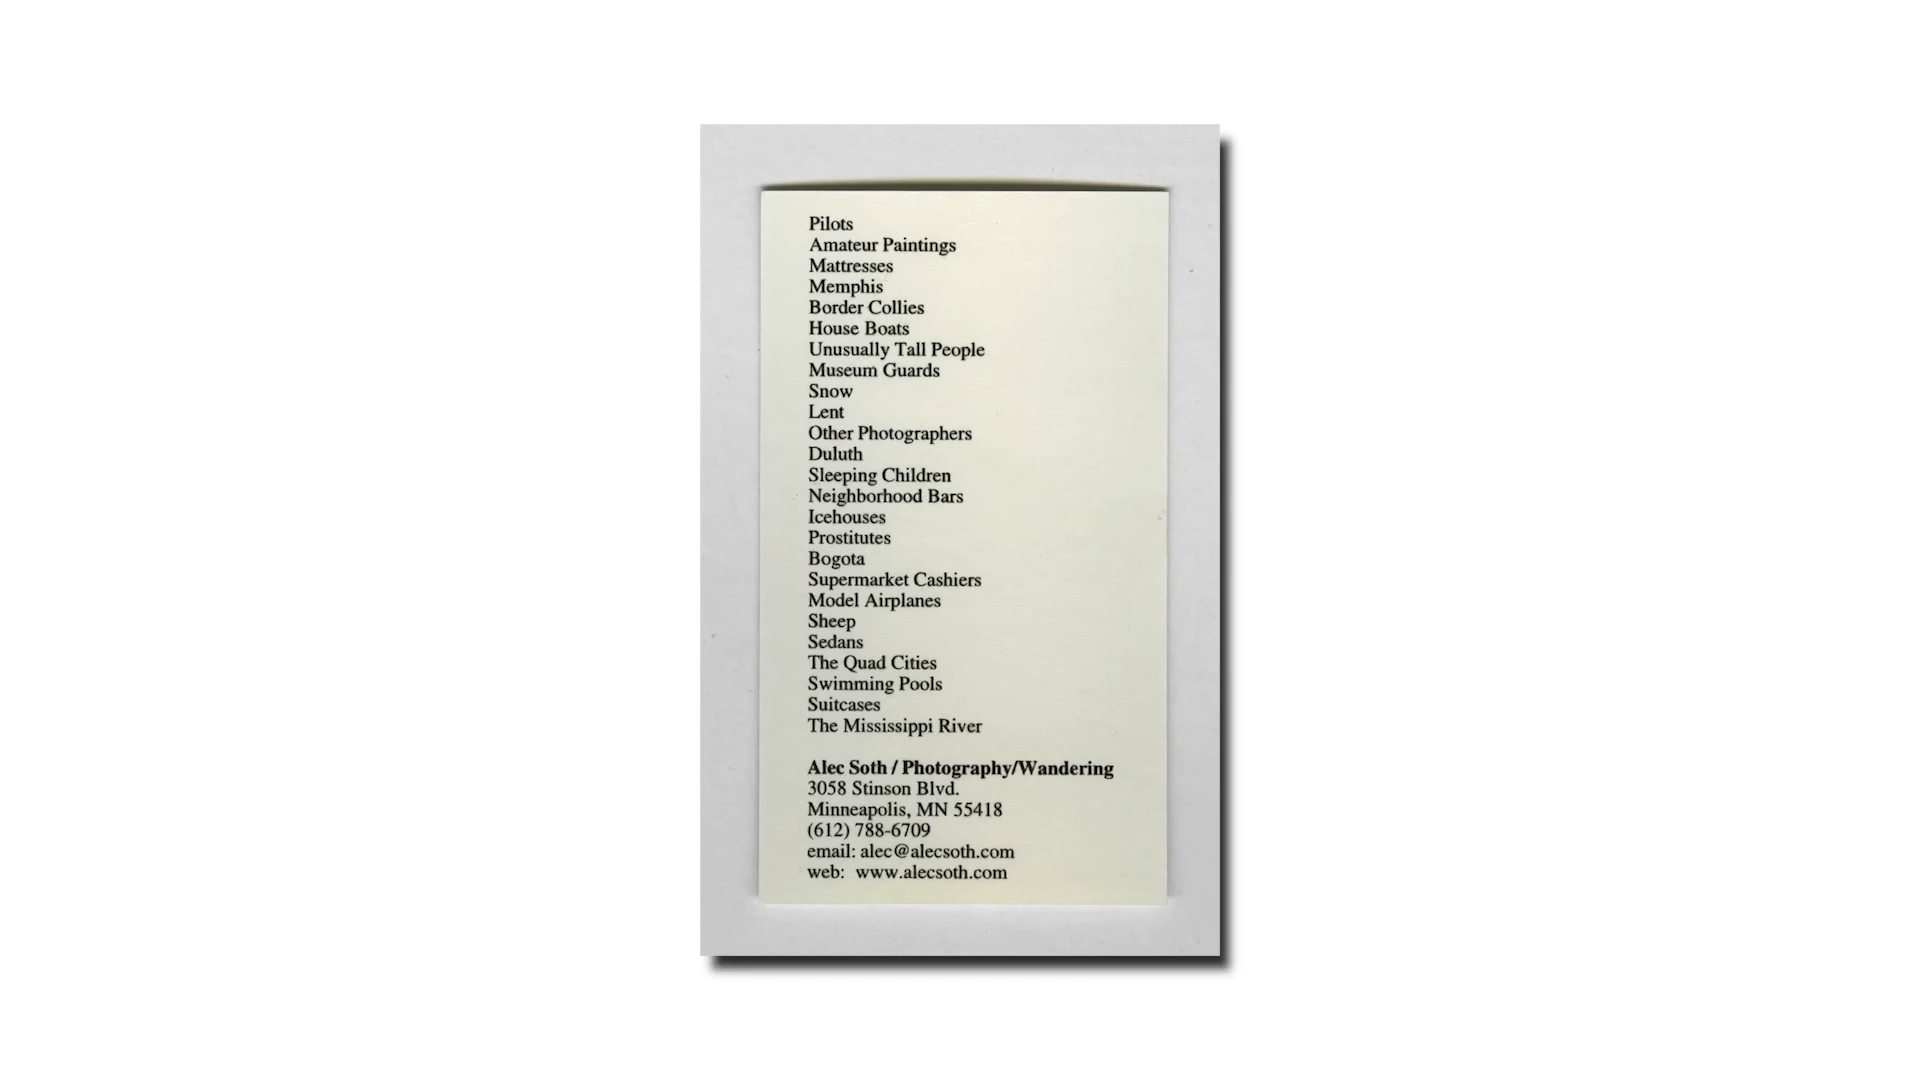 Pilots
Amateur Paintings
Mattresses
Memphis
Border Collies
House Boats
Unusually Tall People
Museum Guards
Snow
Lent
Other Photographers
Duluth
Sleeping Children
Neighborhood Bars
Icehouses
Prostitutes
Bogota
Supermarket Cashiers
Model Airplanes
Sheep
Sedans
The Quad Cities
Swimming Pools
Suitcases
The Mississippi River
Alec Soth / Photography/Wandering
3058 Stinson Blvd.
Minneapolis, MN 55418
(612) 788-6709
email: alec@alecsoth.com
web:  www.alecsoth.com